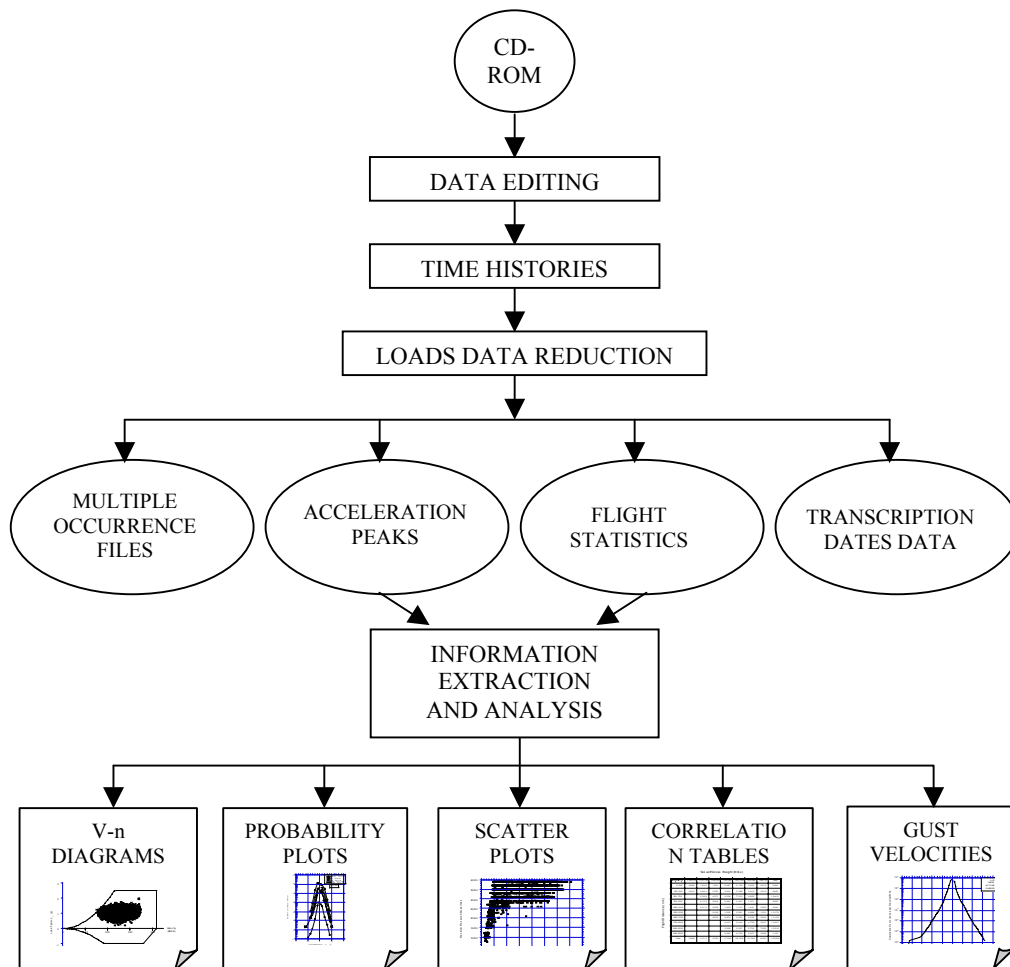 CD-
ROM
DATA EDITING
TIME HISTORIES
LOADS DATA REDUCTION
MULTIPLE
OCCURRENCE
FILES
ACCELERATION
PEAKS
FLIGHT
STATISTICS
TRANSCRIPTION
DATES DATA
INFORMATION
EXTRACTION
AND ANALYSIS
V-n
DIAGRAMS
PROBABILITY
PLOTS
SCATTER
PLOTS
CORRELATIO
N TABLES
GUST
VELOCITIES